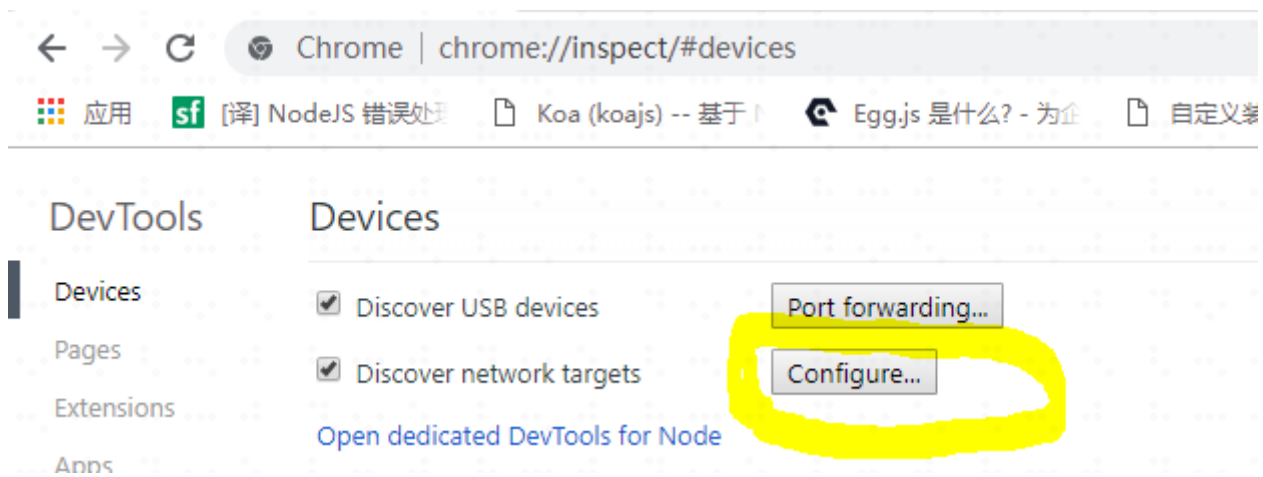 Chrome | chrome://inspect/#devices
应用 sf [译] NodeJS 错误处 Koa (koajs) -- 基于 Egg.js 是什么? - 为企 自定义
DevTools Devices
Devices Discover USB devices Port forwarding...
Pages Discover network targets Configure...
Extensions
Open dedicated DevTools for Node
Apps